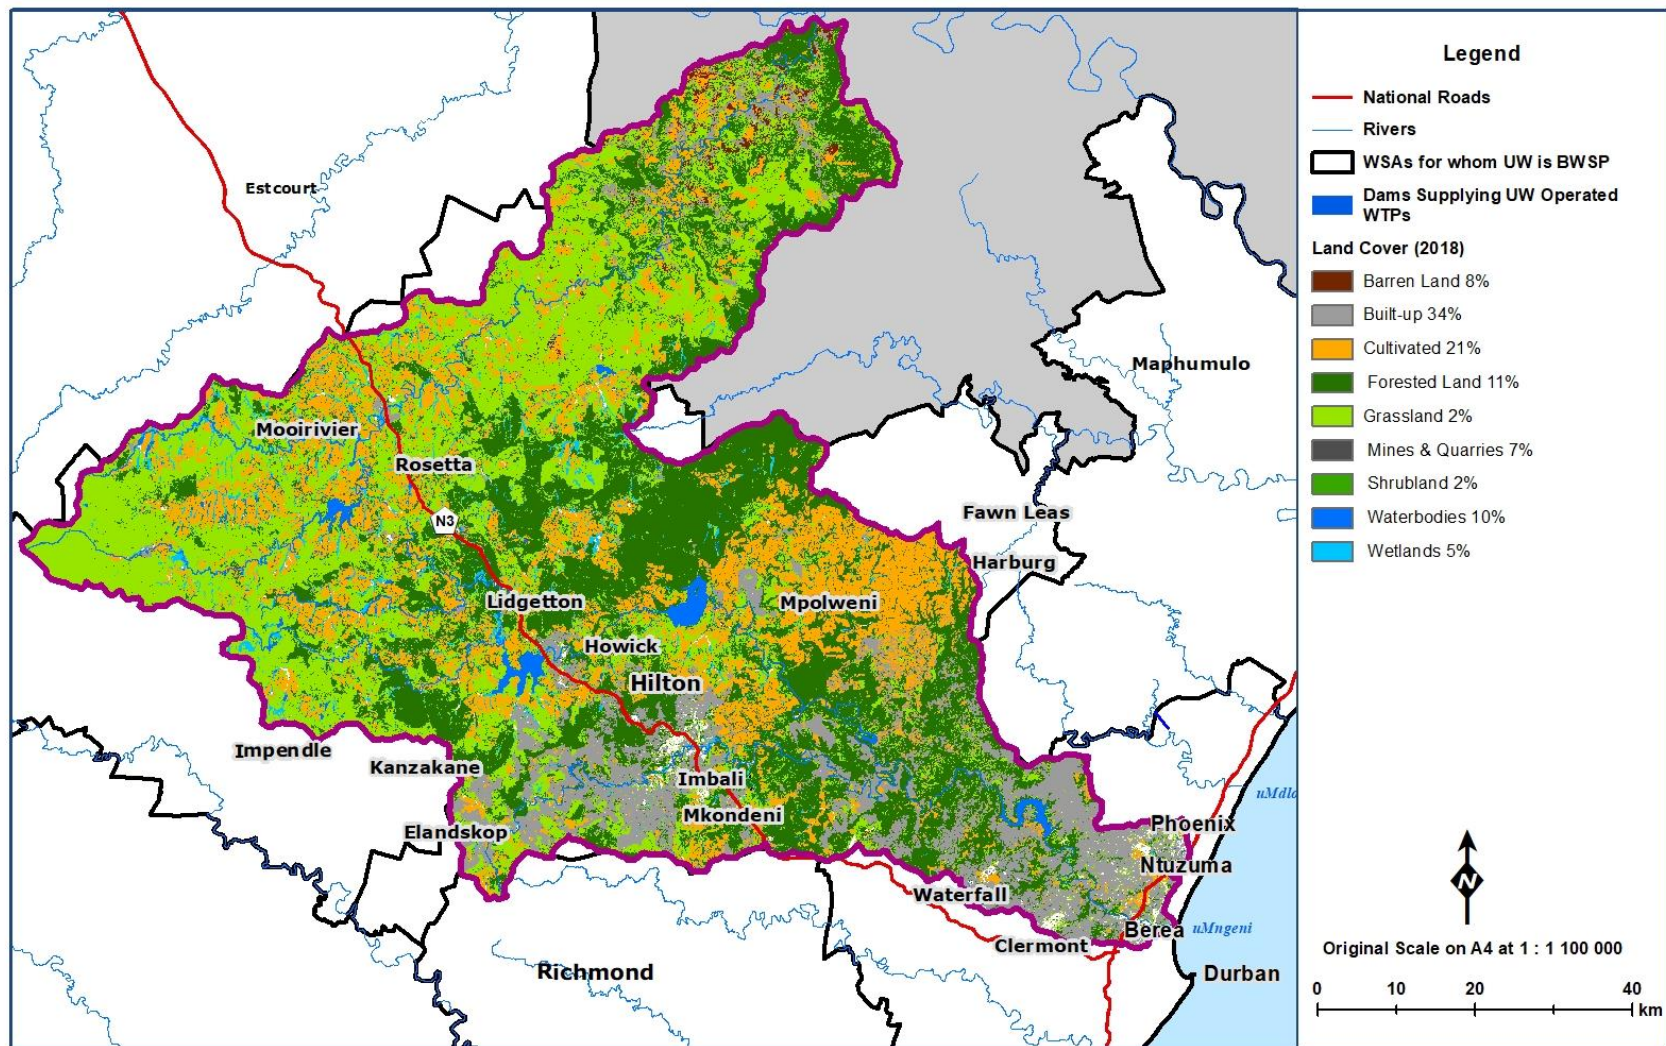 Estcourt
Maphumulo
Mooirivier
Rosetta
N3
Fawn Leas
Harburg
Lidgetton
Mpolweni
Howick
Hilton
Impendle
Kanzakane
Imbali
Mkondeni
Elandskop
Phoenix
Ntuzuma
Waterfall
Berea
uMngeni
Clermont
Richmond
Durban
Legend
National Roads
Rivers
WSAs for whom UW is BWSP
Dams Supplying UW Operated
WTPs
Land Cover (2018)
Barren Land 8%
Built-up 34%
Cultivated 21%
Forested Land 11%
Grassland 2%
Mines & Quarries 7%
Shrubland 2%
Waterbodies 10%
Wetlands 5%
N
Original Scale on A4 at 1 : 1 100 000
0 10 20 40
km